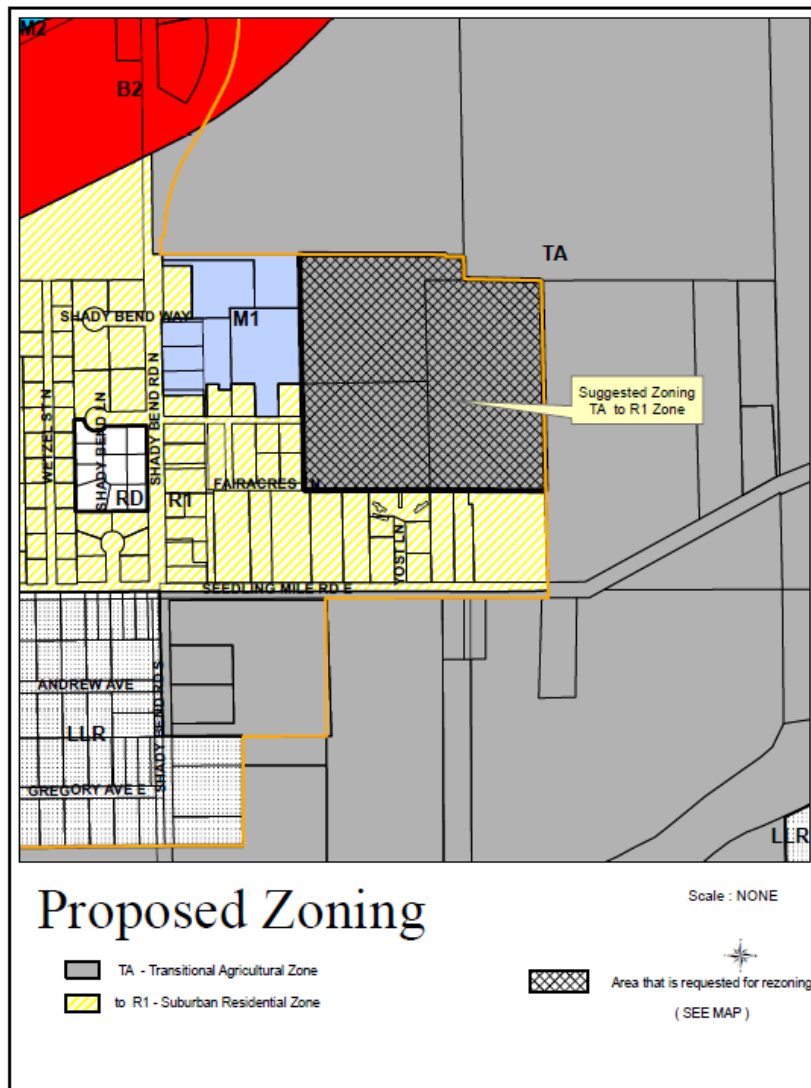 M2
B2
TA
SHADY BEND WAY
M1
Suggested Zoning
TA to R1 Zone
WETZEL ST N
SHADY BEND LN
SHADY BEND RD N
RD
R1
FAIRACRES LN
YOST LN
SEEDLING MILE RD E
ANDREW AVE
SHADY BEND RD S
LLR
GREGORY AVE E
LLR
Proposed Zoning
Scale : NONE
TA - Transitional Agricultural Zone
to R1 - Suburban Residential Zone
Area that is requested for rezoning
( SEE MAP )